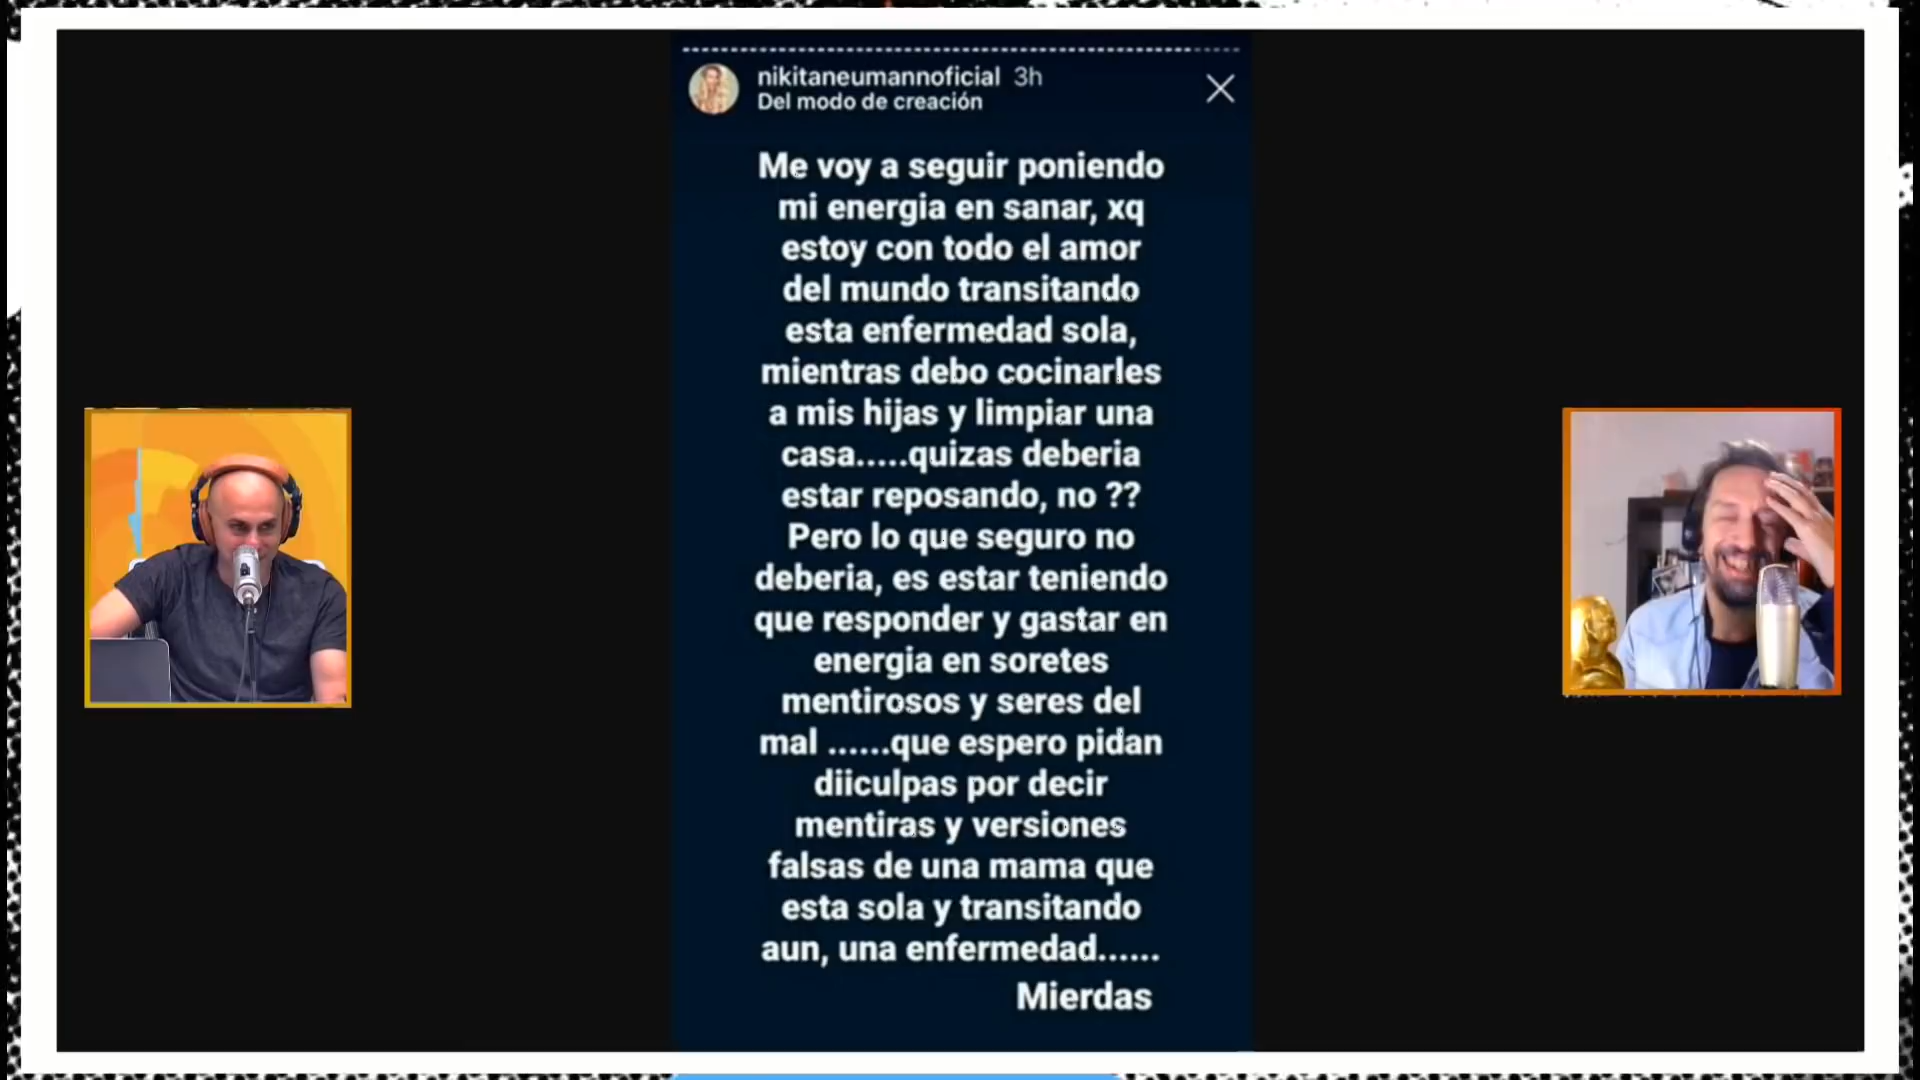 nikitaneumannoficial 3h
Del modo de creación
Me voy a seguir poniendo
mi energia en sanar, xq
estoy con todo el amor
del mundo transitando
esta enfermedad sola,
mientras debo cocinarles
a mis hijas y limpiar una
casa.....quizas deberia
estar reposando, no ??
Pero lo que seguro no
deberia, es estar teniendo
que responder y gastar en
energia en soretes
mentirosos y seres del
mal ......que espero pidan
diiculpas por decir
mentiras y versiones
falsas de una mama que
esta sola y transitando
aun, una enfermedad......
Mierdas